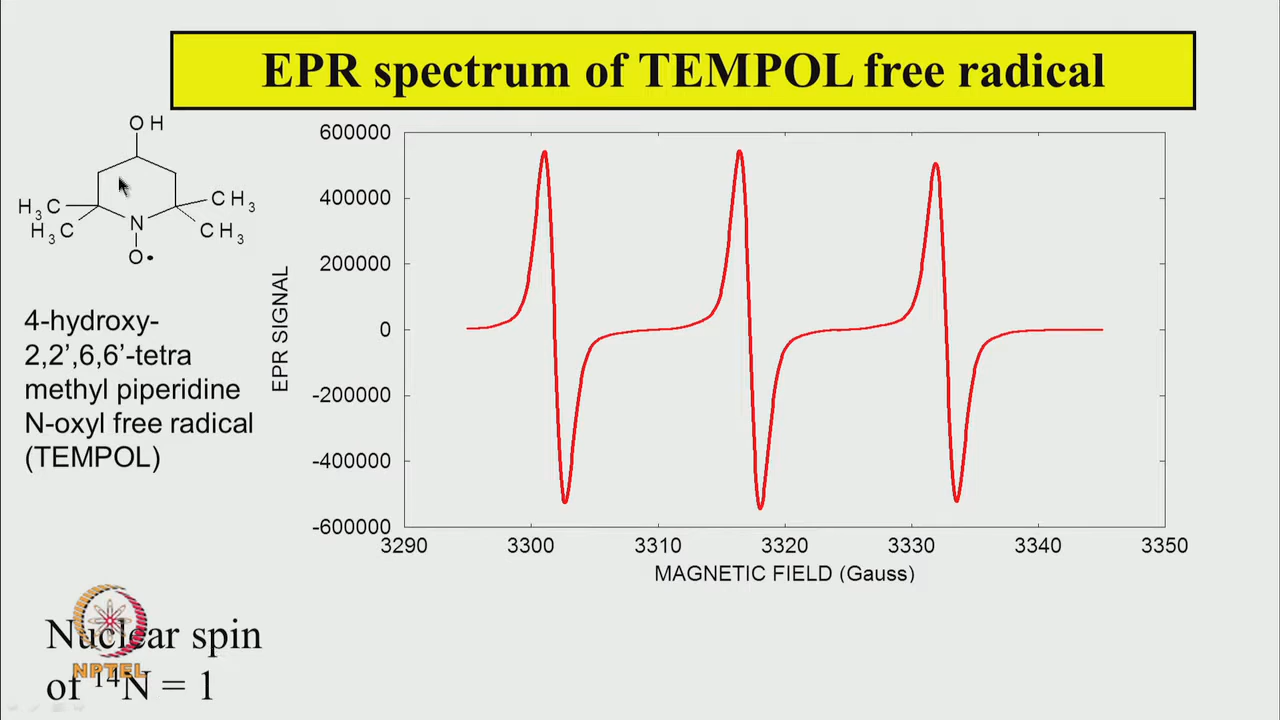 EPR spectrum of TEMPOL free radical
OH
H3C
H3C
N
CH3
CH3
O•
4-hydroxy-
2,2',6,6'-tetra
methyl piperidine
N-oxyl free radical
(TEMPOL)
EPR SIGNAL
600000
400000
200000
0
-200000
-400000
-600000
3290 3300 3310 3320 3330 3340 3350
MAGNETIC FIELD (Gauss)
Nuclear spin
of 14N = 1
NPTEL